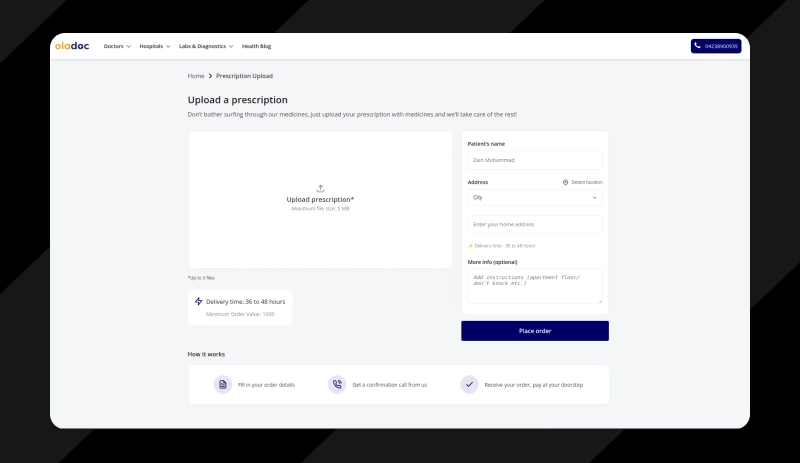 oladoc
Doctors
Hospitals
Labs & Diagnostics
Health Blog
04238900939
Home
Prescription Upload
Upload a prescription
Don't bother surfing through our medicines, just upload your prescription with medicines and we'll take care of the rest!
Upload prescription*
Maximum file size: 5 MB
*Up to 5 files
Delivery time: 36 to 48 hours
Minimum Order Value: 1000
Patient's name
Zain Muhammad
Address
Detect location
City
Enter your home address
Delivery time - 36 to 48 hours
More info (optional)
Add instructions (apartment floor/
don't knock etc.)
Place order
How it works
Fill in your order details
Get a confirmation call from us
Receive your order, pay at your doorstep